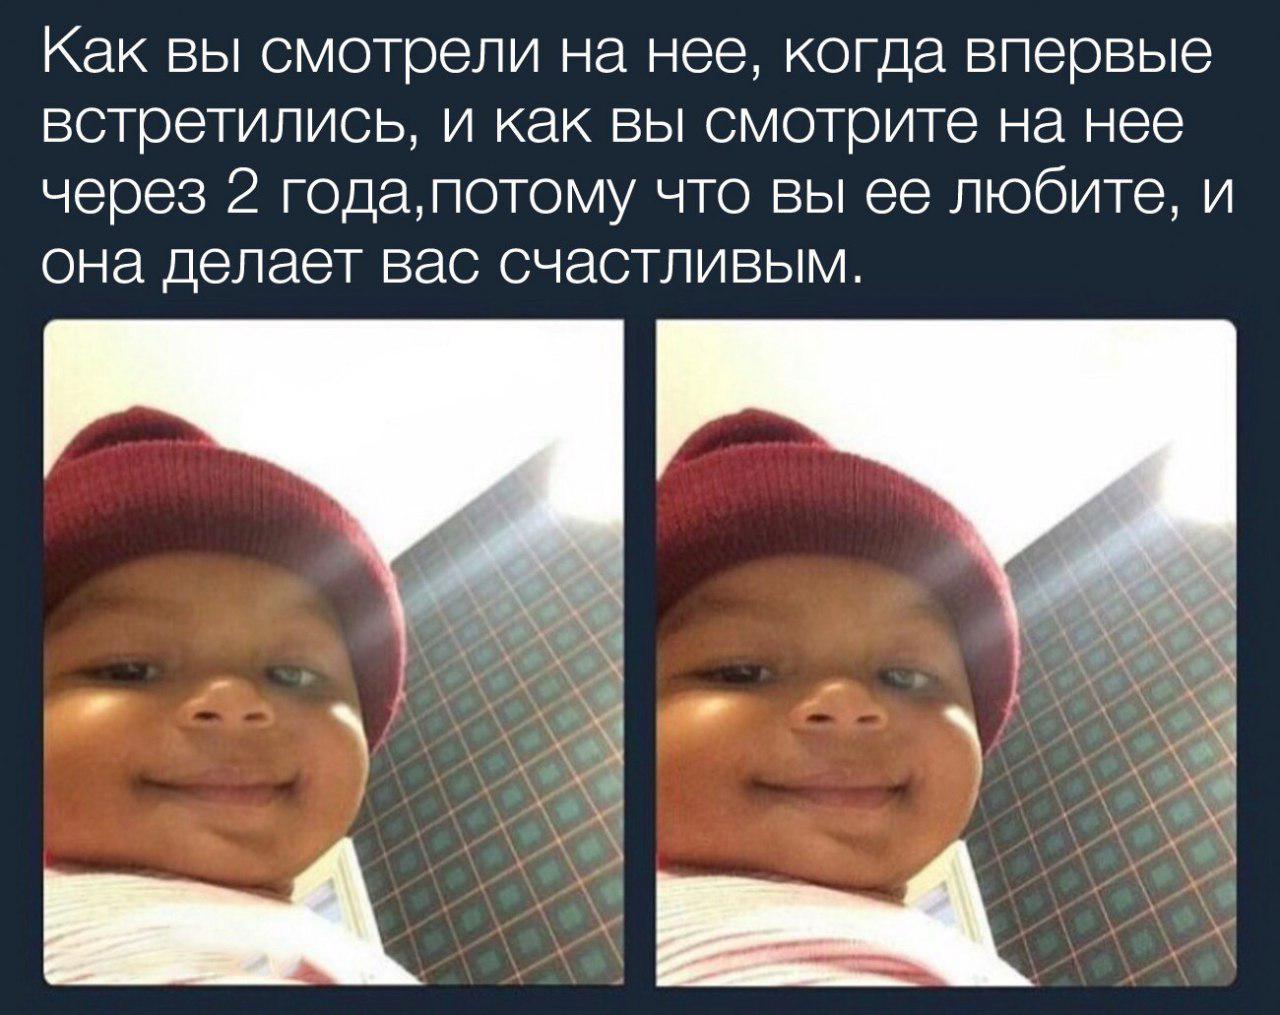 Как вы смотрели на нее, когда впервые
встретились, и как вы смотрите на нее
через 2 года,потому что вы ее любите, и
она делает вас счастливым.